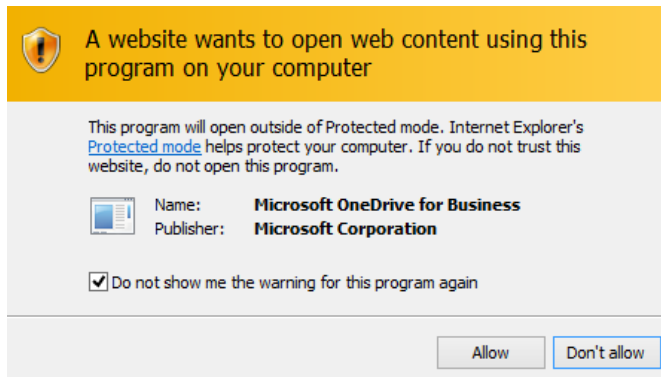 A website wants to open web content using this
program on your computer
This program will open outside of Protected mode. Internet Explorer's
Protected mode helps protect your computer. If you do not trust this
website, do not open this program.
Name: Microsoft OneDrive for Business
Publisher: Microsoft Corporation
Do not show me the warning for this program again
Allow Don't allow